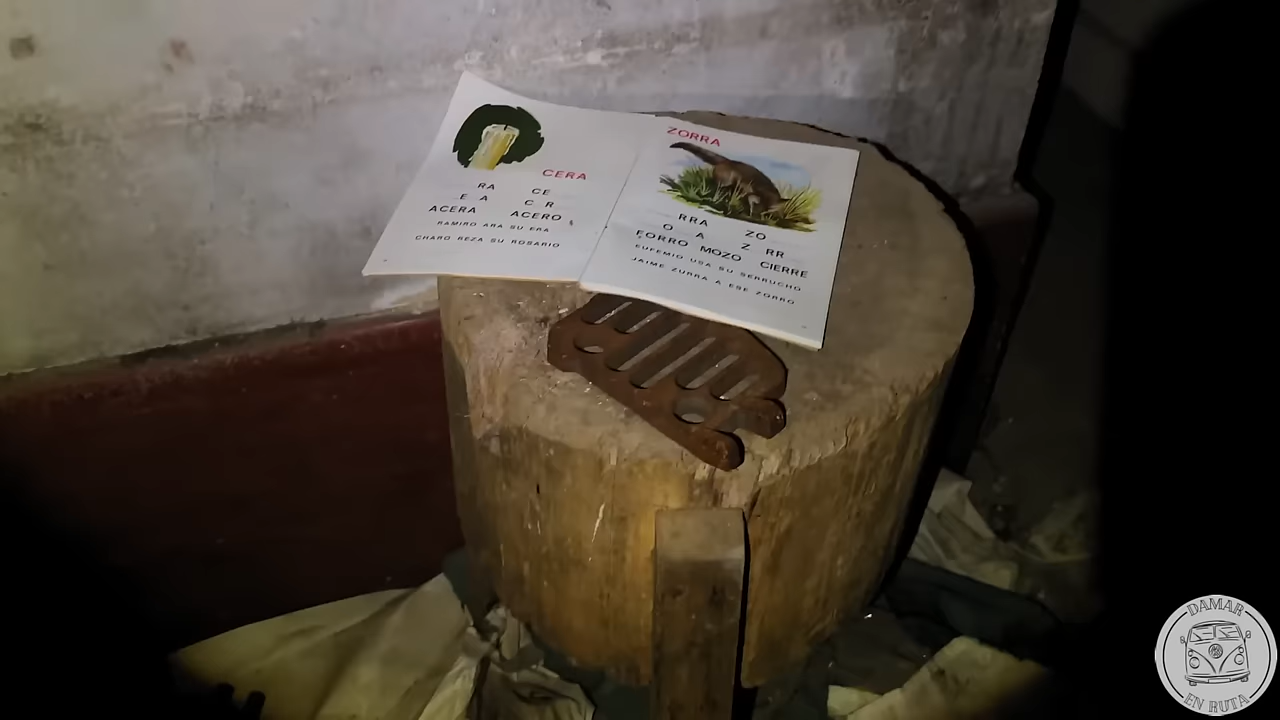 CERA
RA CE
E A C R
ACERA ACERO
RAMIRO ARA SU ERA
CHARO REZA SU ROSARIO
ZORRA
RRA ZO
O A Z RR
FORRO MOZO CIERRE
EUFEMIO USA SU SERRUCHO
JAIME ZURRA A ESE ZORRO
DAMAR
EN RUTA